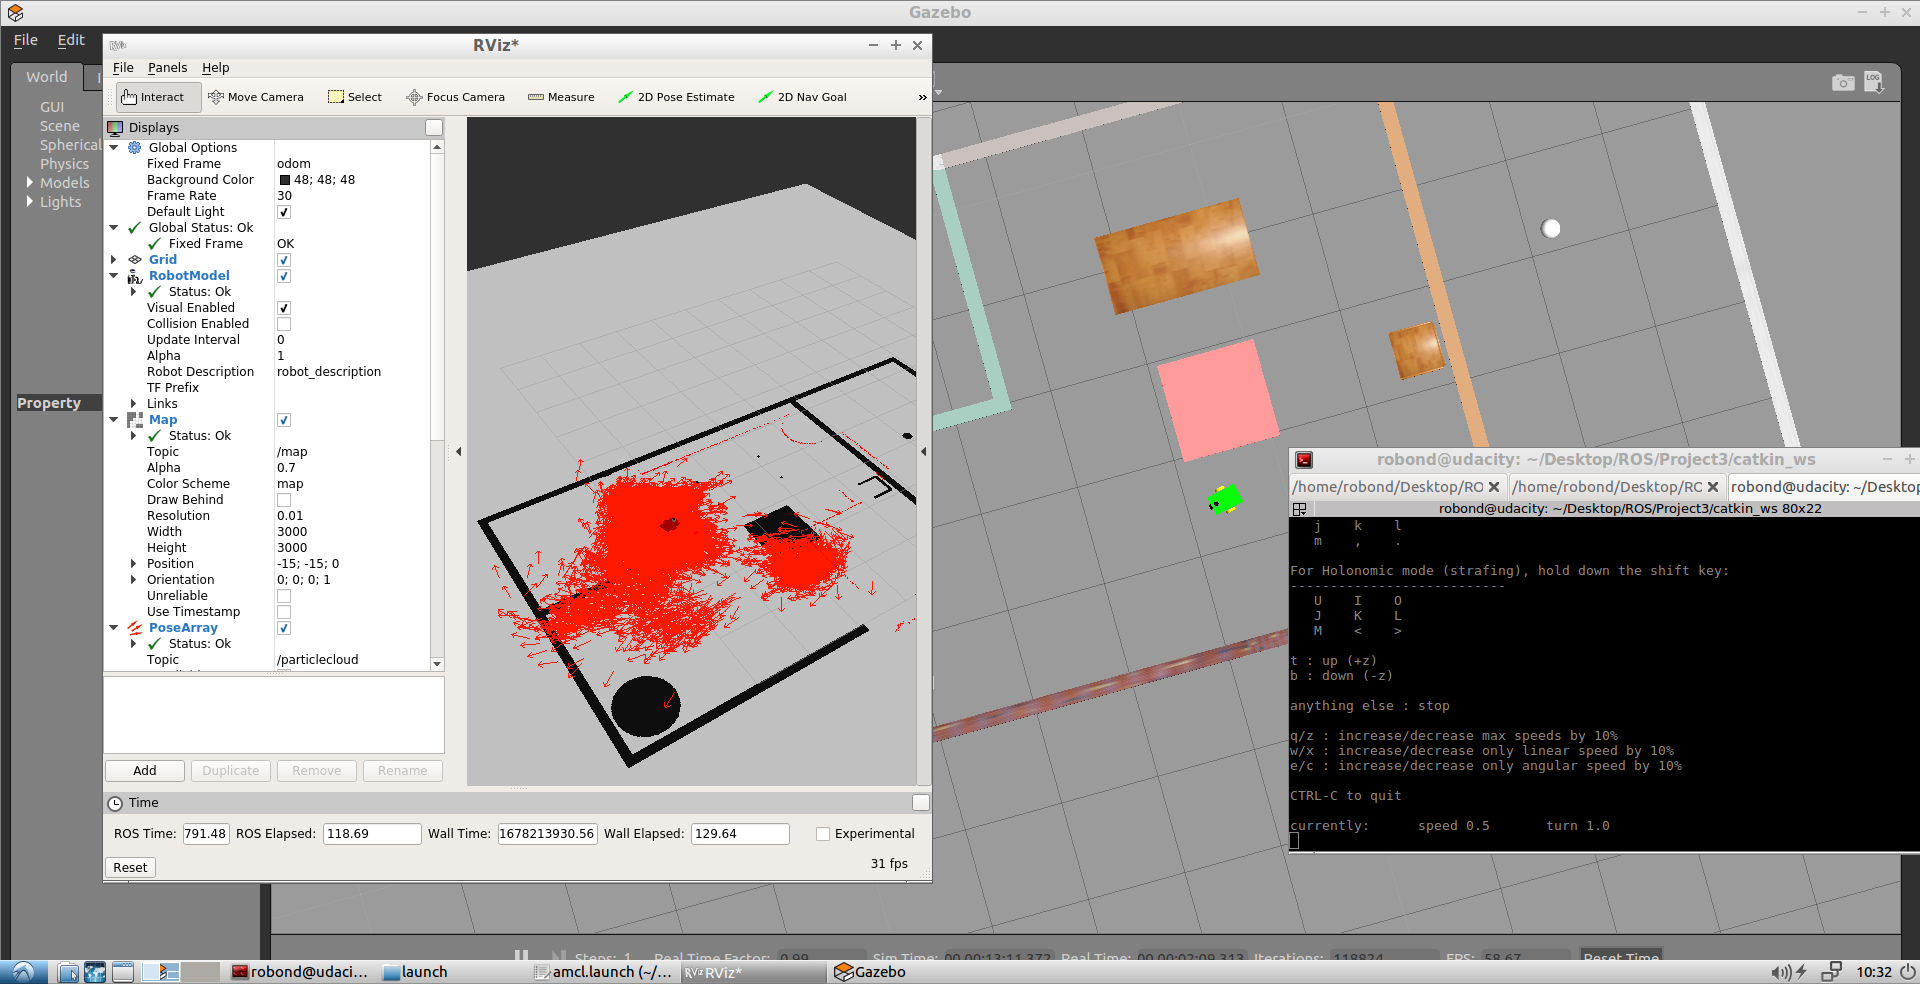 Gazebo
File Edit
World I
GUI
Scene
Spherical
Physics
Models
Lights
Property
RViz*
File Panels Help
Interact Move Camera Select Focus Camera Measure 2D Pose Estimate 2D Nav Goal »
Displays
Global Options
Fixed Frame odom
Background Color 48; 48; 48
Frame Rate 30
Default Light
Global Status: Ok
Fixed Frame OK
Grid
RobotModel
Status: Ok
Visual Enabled
Collision Enabled
Update Interval 0
Alpha 1
Robot Description robot_description
TF Prefix
Links
Map
Status: Ok
Topic /map
Alpha 0.7
Color Scheme map
Draw Behind
Resolution 0.01
Width 3000
Height 3000
Position -15; -15; 0
Orientation 0; 0; 0; 1
Unreliable
Use Timestamp
PoseArray
Status: Ok
Topic /particlecloud
Add Duplicate Remove Rename
Time
ROS Time: 791.48 ROS Elapsed: 118.69 Wall Time: 1678213930.56 Wall Elapsed: 129.64 Experimental
Reset 31 fps
LOG
robond@udacity: ~/Desktop/ROS/Project3/catkin_ws
/home/robond/Desktop/RO /home/robond/Desktop/RO robond@udacity: ~/Desktop
robond@udacity: ~/Desktop/ROS/Project3/catkin_ws 80x22
j k l
m , .
For Holonomic mode (strafing), hold down the shift key:
---------------------------
U I O
J K L
M < >
t : up (+z)
b : down (-z)
anything else : stop
q/z : increase/decrease max speeds by 10%
w/x : increase/decrease only linear speed by 10%
e/c : increase/decrease only angular speed by 10%
CTRL-C to quit
currently: speed 0.5 turn 1.0
Steps: 1 Real Time Factor: 0.99 Sim Time: 00 00:13:11.372 Real Time: 00 00:02:09.313 Iterations: 118824 FPS: 58.67 Reset Time
robond@udaci... launch amcl.launch (~/... RViz* Gazebo 10:32